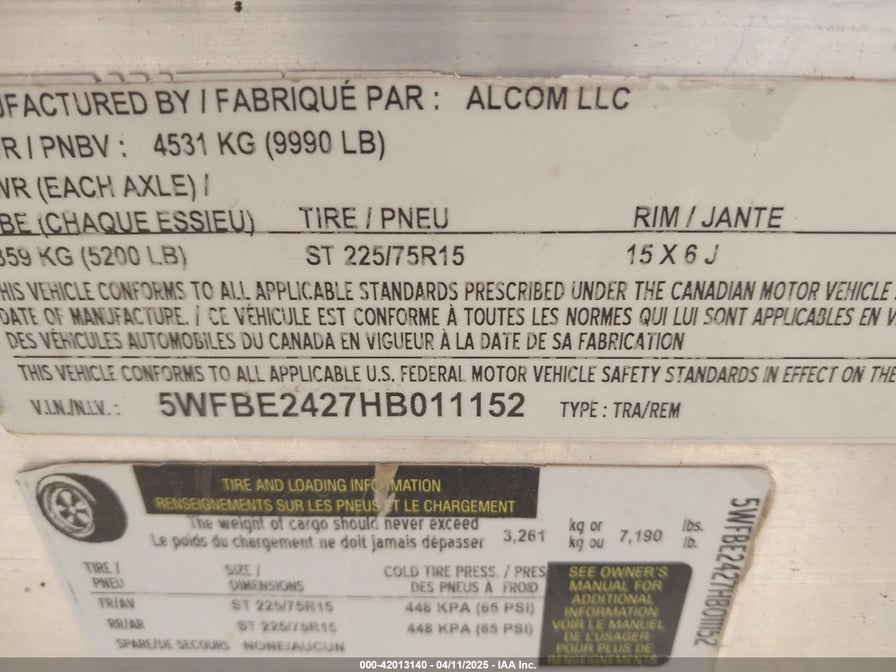 UFACTURED BY / FABRIQUÉ PAR : ALCOM LLC
R / PNBV : 4531 KG (9990 LB)
WR (EACH AXLE) /
BE (CHAQUE ESSIEU) TIRE / PNEU RIM / JANTE
359 KG (5200 LB) ST 225/75R15 15 X 6 J
HIS VEHICLE CONFORMS TO ALL APPLICABLE STANDARDS PRESCRIBED UNDER THE CANADIAN MOTOR VEHICLE
DATE OF MANUFACTURE. / CE VÉHICULE EST CONFORME À TOUTES LES NORMES QUI LUI SONT APPLICABLES EN V
DES VÉHICULES AUTOMOBILES DU CANADA EN VIGUEUR À LA DATE DE SA FABRICATION
THIS VEHICLE CONFORMS TO ALL APPLICABLE U.S. FEDERAL MOTOR VEHICLE SAFETY STANDARDS IN EFFECT ON THE
V.I.N./N.I.V.: 5WFBE2427HB011152 TYPE : TRA/REM
TIRE AND LOADING INFORMATION
RENSEIGNEMENTS SUR LES PNEUS ET LE CHARGEMENT
The weight of cargo should never exceed 3,261 kg or 7,190 lbs.
Le poids du chargement ne doit jamais dépasser kg ou lb.
TIRE / SIZE / COLD TIRE PRESS. / PRES
PNEU DIMENSIONS DES PNEUS À FROID
FR/AV ST 225/75R15 448 KPA (65 PSI)
RR/AR ST 225/75R15 448 KPA (65 PSI)
SPARE/DE SECOURS NONE/AUCUN
SEE OWNER'S
MANUAL FOR
ADDITIONAL
INFORMATION
VOIR LE MANUEL
DE L'USAGER
POUR PLUS DE
RENSEIGNEMENTS
5WFBE2427HB011152
000-42013140 - 04/11/2025 - IAA Inc.